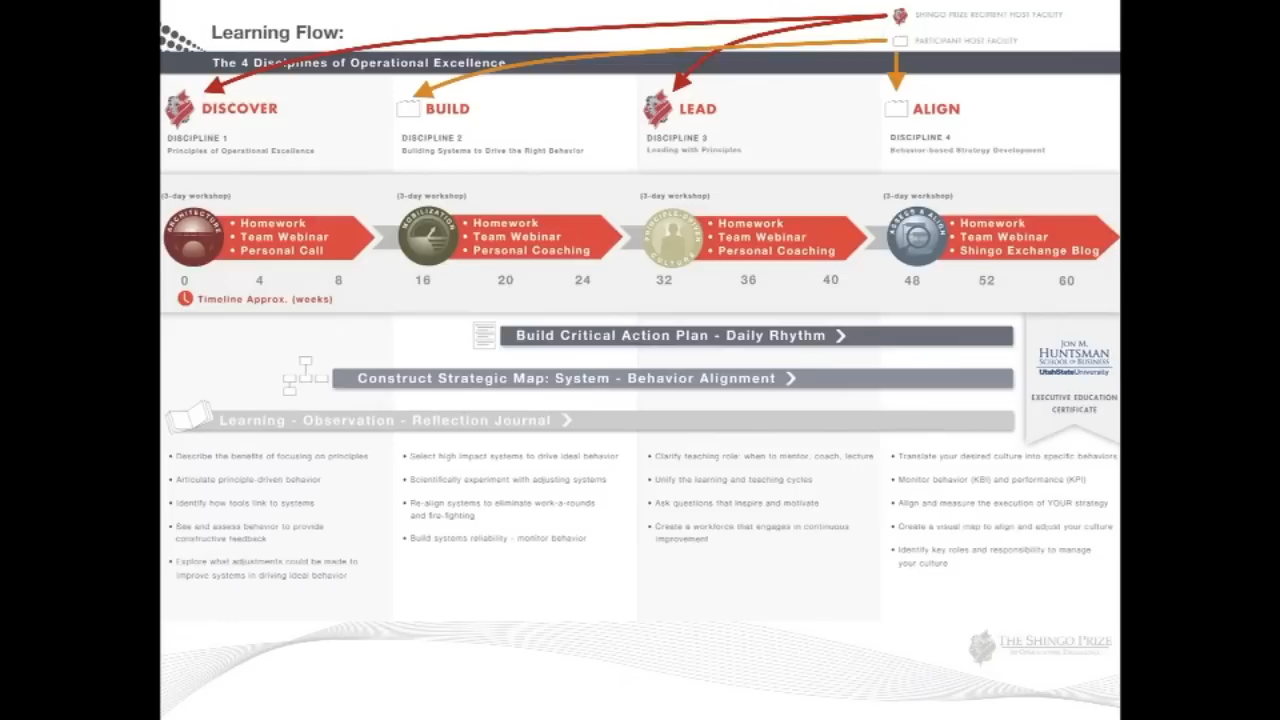 Learning Flow:
SHINGO PRIZE RECIPIENT HOST FACILITY
PARTICIPANT HOST FACILITY
The 4 Disciplines of Operational Excellence
DISCOVER
DISCIPLINE 1
Principles of Operational Excellence
BUILD
DISCIPLINE 2
Building Systems to Drive the Right Behavior
LEAD
DISCIPLINE 3
Leading with Principles
ALIGN
DISCIPLINE 4
Behavior-based Strategy Development
(3-day workshop)
ARCHITECTURE
• Homework
• Team Webinar
• Personal Call
(3-day workshop)
MOBILIZATION
• Homework
• Team Webinar
• Personal Coaching
(3-day workshop)
CULTURE
• Homework
• Team Webinar
• Personal Coaching
(3-day workshop)
ASSESS & ALIGN
• Homework
• Team Webinar
• Shingo Exchange Blog
0 4 8 16 20 24 32 36 40 48 52 60
Timeline Approx. (weeks)
Build Critical Action Plan - Daily Rhythm
Construct Strategic Map: System - Behavior Alignment
Learning - Observation - Reflection Journal
JON M.
HUNTSMAN
SCHOOL OF BUSINESS
UtahStateUniversity
EXECUTIVE EDUCATION
CERTIFICATE
• Describe the benefits of focusing on principles
• Articulate principle-driven behavior
• Identify how tools link to systems
• See and assess behavior to provide
constructive feedback
• Explore what adjustments could be made to
improve systems in driving ideal behavior
• Select high impact systems to drive ideal behavior
• Scientifically experiment with adjusting systems
• Re-align systems to eliminate work-a-rounds
and fire-fighting
• Build systems reliability - monitor behavior
• Clarify teaching role: when to mentor, coach, lecture
• Unify the learning and teaching cycles
• Ask questions that inspire and motivate
• Create a workforce that engages in continuous
improvement
• Translate your desired culture into specific behaviors
• Monitor behavior (KBI) and performance (KPI)
• Align and measure the execution of YOUR strategy
• Create a visual map to align and adjust your culture
• Identify key roles and responsibility to manage
your culture
THE SHINGO PRIZE